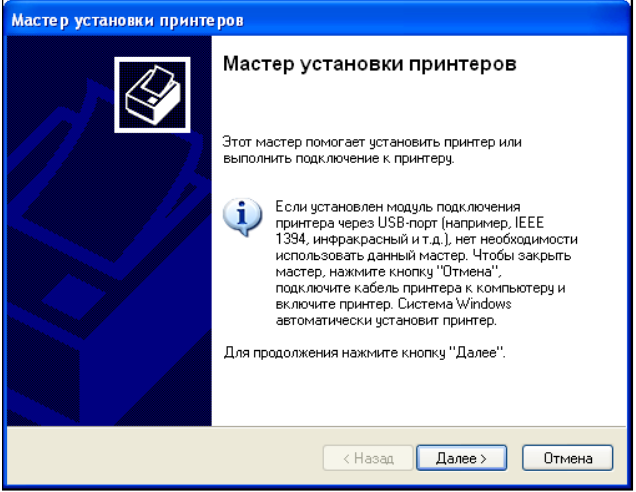 Мастер установки принтеров
Мастер установки принтеров
Этот мастер помогает установить принтер или
выполнить подключение к принтеру.
Если установлен модуль подключения
принтера через USB-порт (например, IEEE
1394, инфракрасный и т.д.), нет необходимости
использовать данный мастер. Чтобы закрыть
мастер, нажмите кнопку "Отмена",
подключите кабель принтера к компьютеру и
включите принтер. Система Windows
автоматически установит принтер.
Для продолжения нажмите кнопку "Далее".
< Назад Далее > Отмена